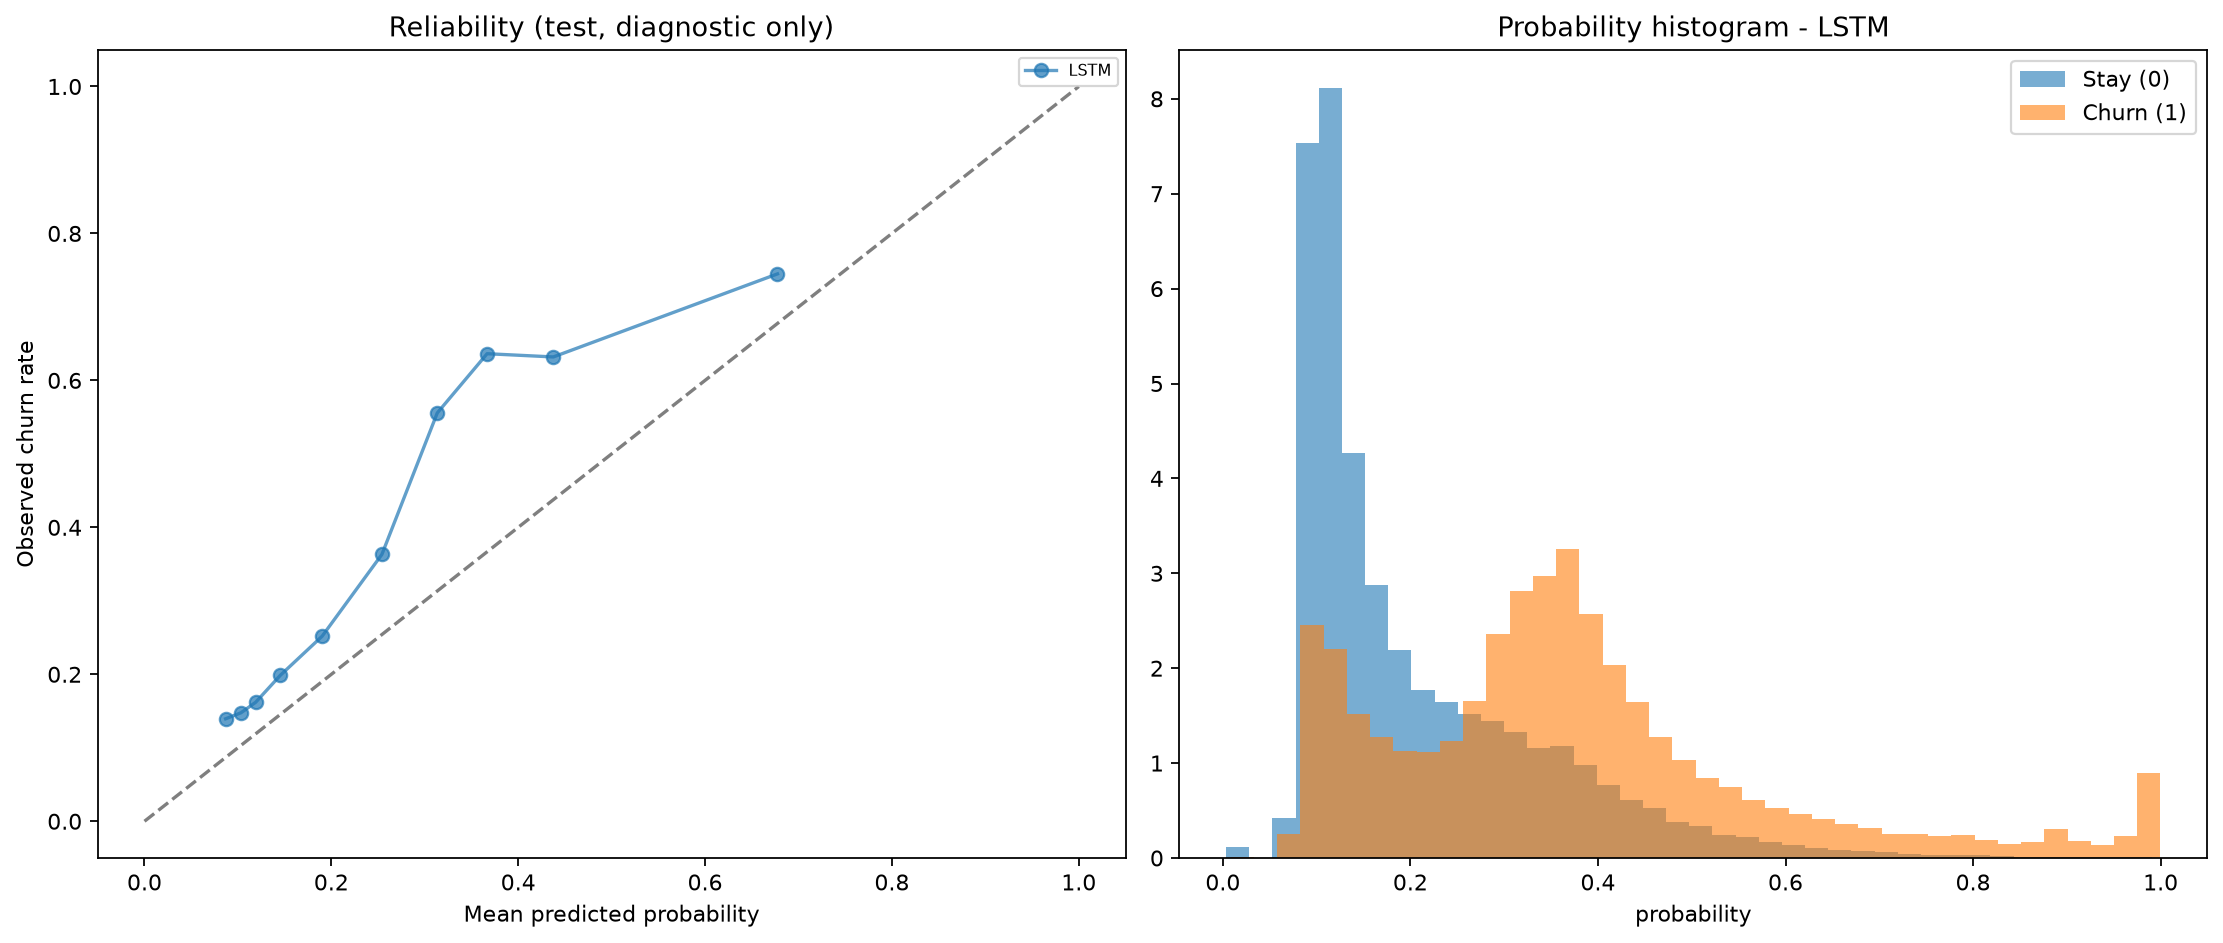 Reliability (test, diagnostic only)
LSTM
1.0
0.8
0.6
0.4
0.2
0.0
Observed churn rate
0.0 0.2 0.4 0.6 0.8 1.0
Mean predicted probability
Probability histogram - LSTM
Stay (0)
Churn (1)
8
7
6
5
4
3
2
1
0
0.0 0.2 0.4 0.6 0.8 1.0
probability